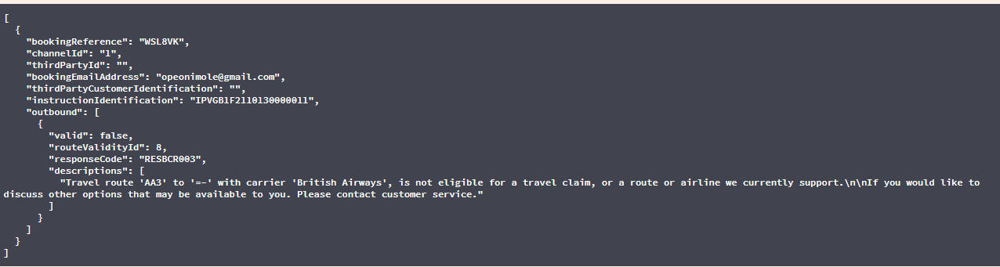 [
  {
    "bookingReference": "WSL8VK",
    "channelId": "1",
    "thirdPartyId": "",
    "bookingEmailAddress": "opeonimole@gmail.com",
    "thirdPartyCustomerIdentification": "",
    "instructionIdentification": "IPVGB1F2110130000011",
    "outbound": [
      {
        "valid": false,
        "routeValidityId": 8,
        "responseCode": "RESBCR003",
        "descriptions": [
          "Travel route 'AA3' to '=-' with carrier 'British Airways', is not eligible for a travel claim, or a route or airline we currently support.\n\nIf you would like to
discuss other options that may be available to you. Please contact customer service."
        ]
      }
    ]
  }
]